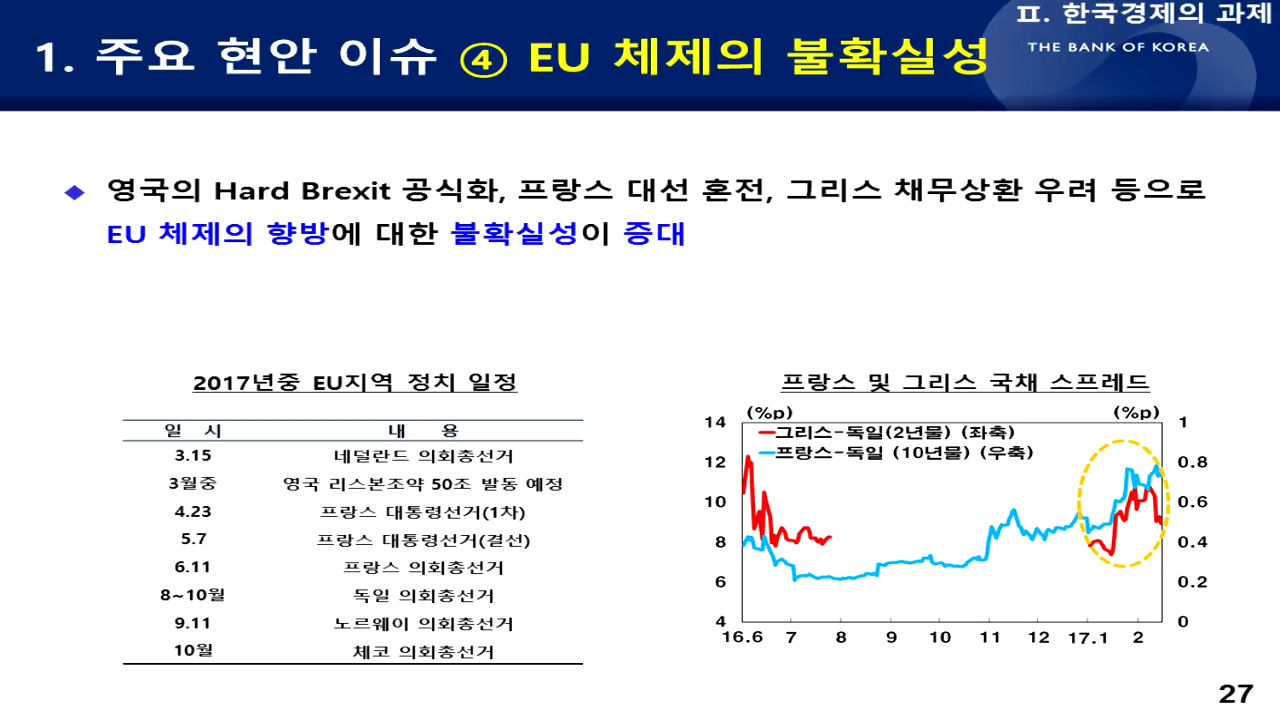 Ⅱ. 한국경제의 과제
THE BANK OF KOREA
1. 주요 현안 이슈 ④ EU 체제의 불확실성
◆ 영국의 Hard Brexit 공식화, 프랑스 대선 혼전, 그리스 채무상환 우려 등으로
EU 체제의 향방에 대한 불확실성이 증대
2017년중 EU지역 정치 일정
일 시 내 용
3.15 네덜란드 의회총선거
3월중 영국 리스본조약 50조 발동 예정
4.23 프랑스 대통령선거(1차)
5.7 프랑스 대통령선거(결선)
6.11 프랑스 의회총선거
8~10월 독일 의회총선거
9.11 노르웨이 의회총선거
10월 체코 의회총선거
프랑스 및 그리스 국채 스프레드
(%p) (%p)
그리스-독일(2년물) (좌축)
프랑스-독일 (10년물) (우축)
14 1
12 0.8
10 0.6
8 0.4
6 0.2
4 0
16.6 7 8 9 10 11 12 17.1 2
27